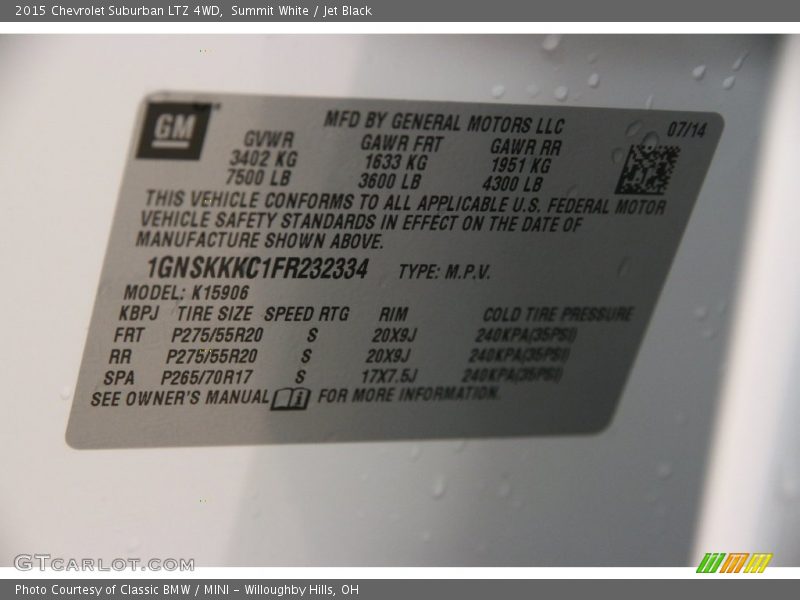 2015 Chevrolet Suburban LTZ 4WD, Summit White / Jet Black
GM
MFD BY GENERAL MOTORS LLC 07/14
GVWR GAWR FRT GAWR RR
3402 KG 1633 KG 1951 KG
7500 LB 3600 LB 4300 LB
THIS VEHICLE CONFORMS TO ALL APPLICABLE U.S. FEDERAL MOTOR
VEHICLE SAFETY STANDARDS IN EFFECT ON THE DATE OF
MANUFACTURE SHOWN ABOVE.
1GNSKKKC1FR232334 TYPE: M.P.V.
MODEL: K15906
KBPJ TIRE SIZE SPEED RTG RIM COLD TIRE PRESSURE
FRT P275/55R20 S 20X9J 240KPA(35PSI)
RR P275/55R20 S 20X9J 240KPA(35PSI)
SPA P265/70R17 S 17X7.5J 240KPA(35PSI)
SEE OWNER'S MANUAL i FOR MORE INFORMATION.
GTcarlot.com
Photo Courtesy of Classic BMW / MINI - Willoughby Hills, OH